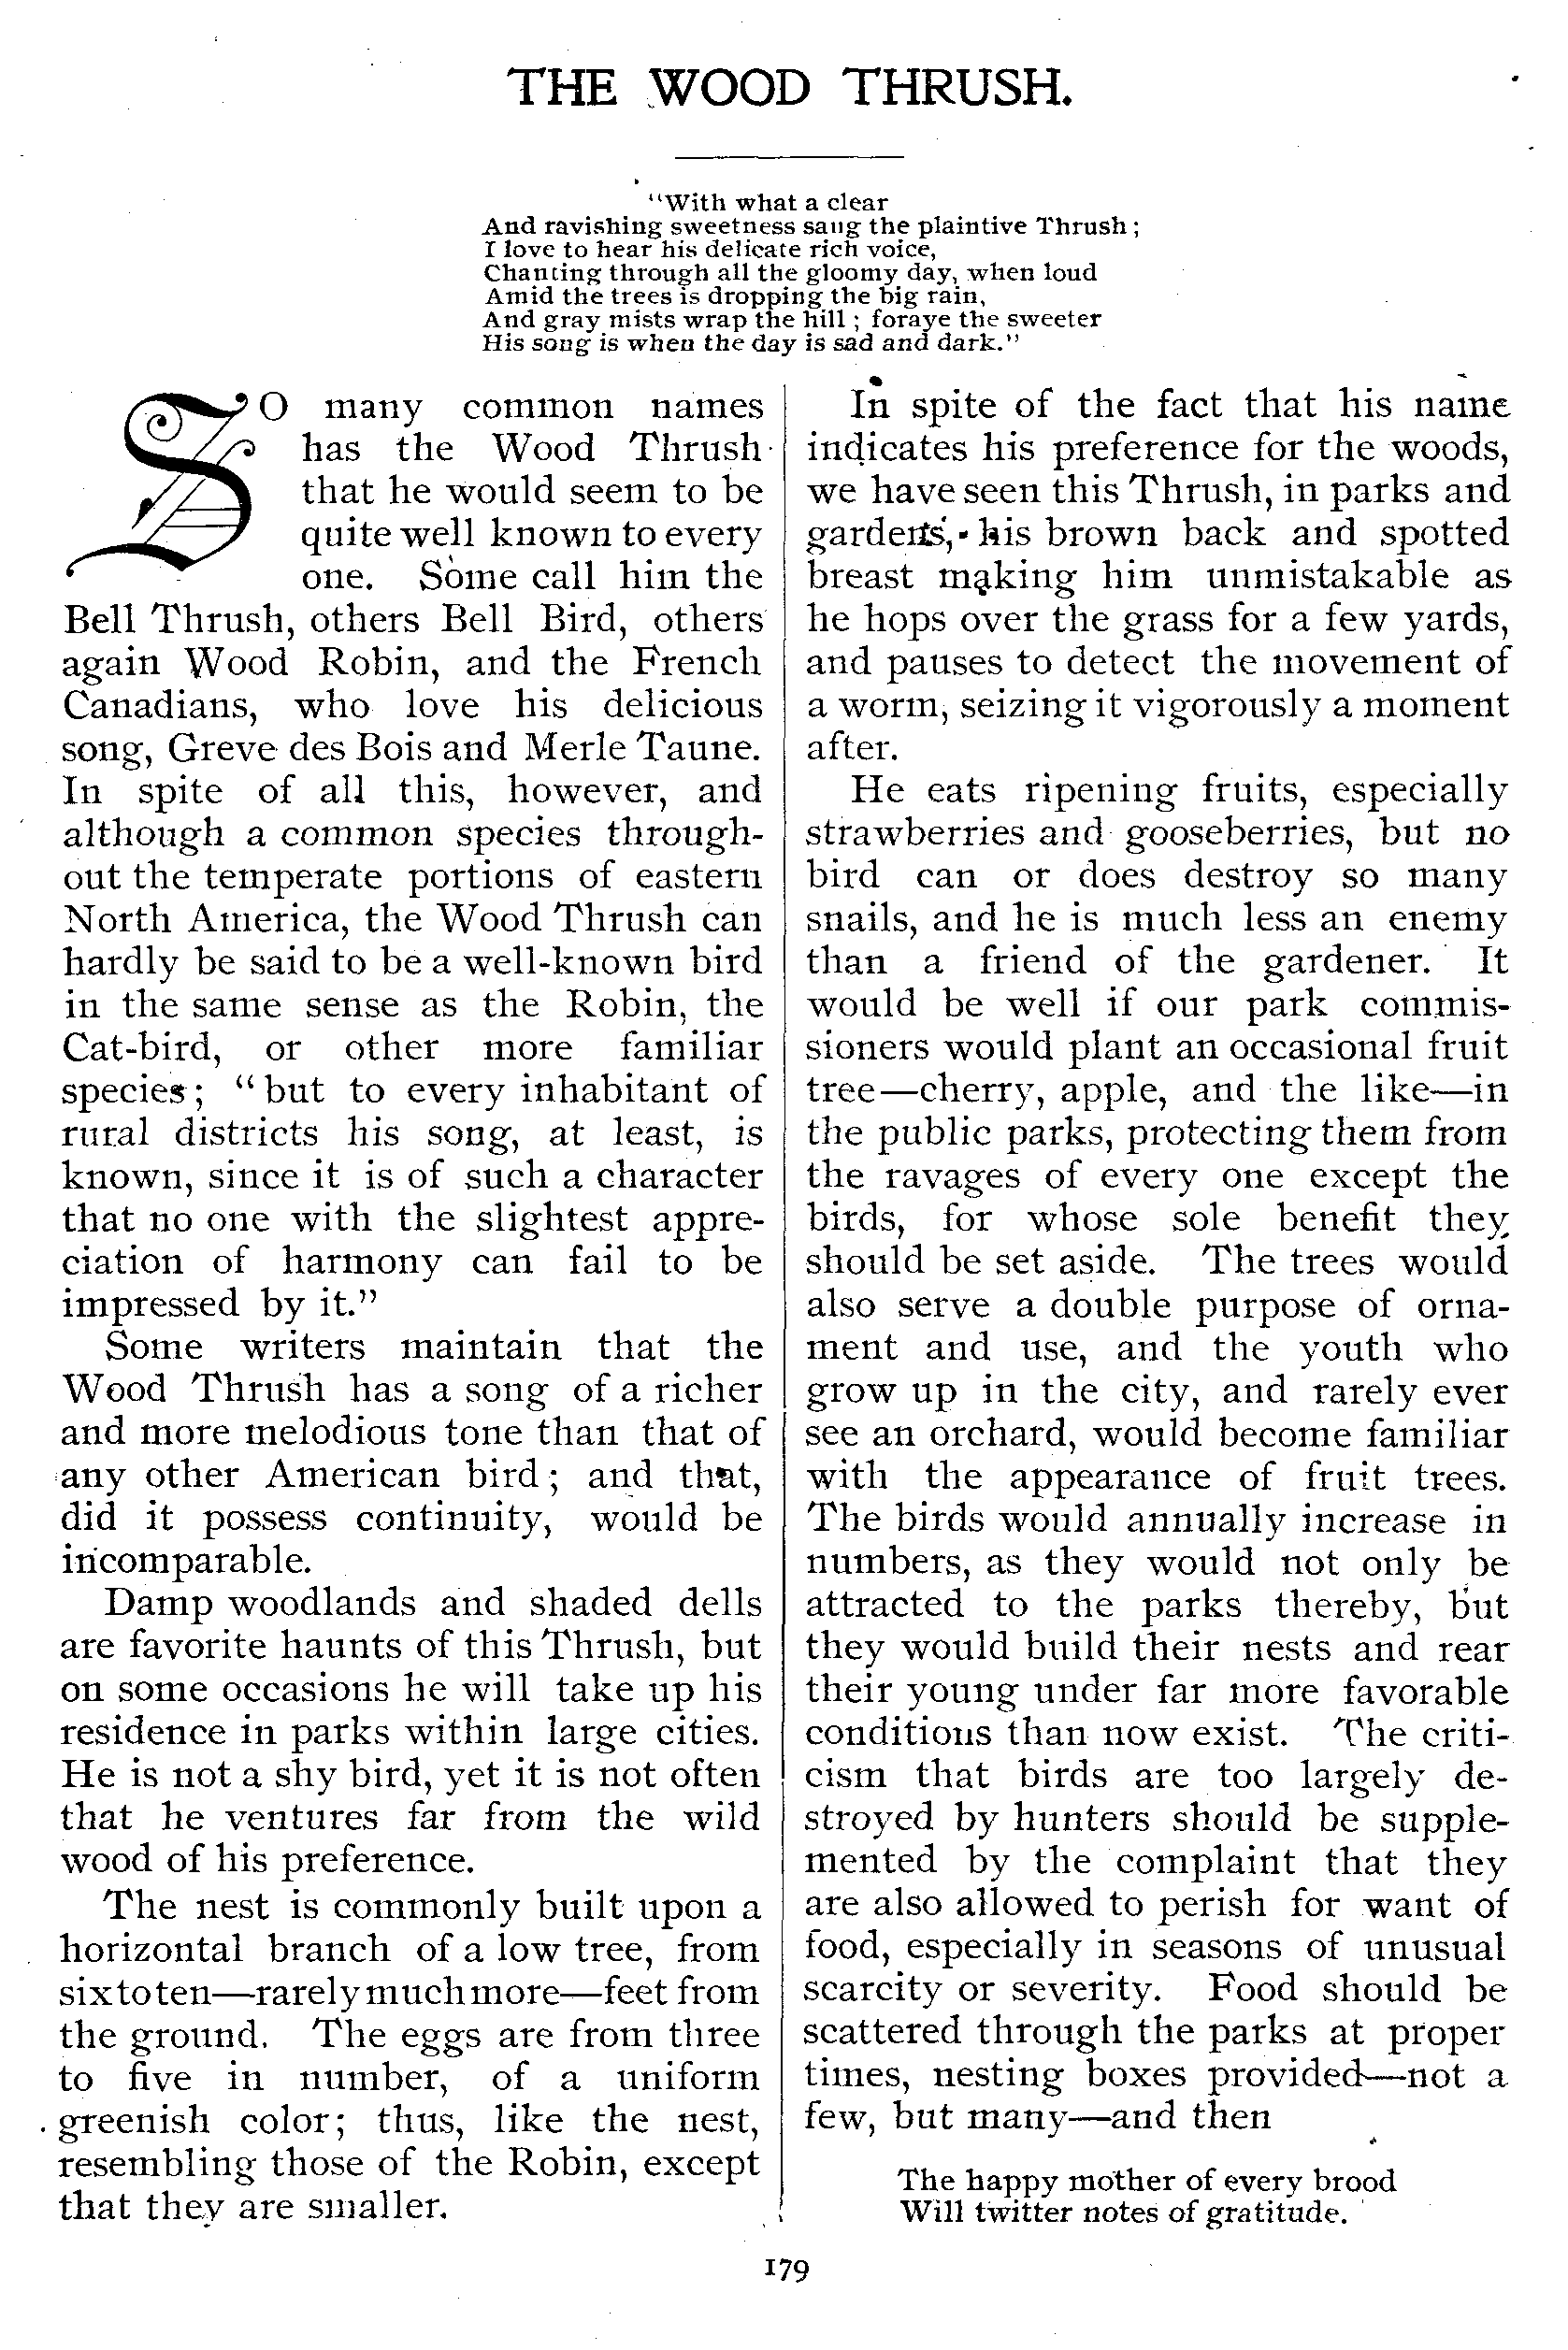 THE WOOD THRUSH.
"With what a clear
And ravishing sweetness sang the plaintive Thrush;
I love to hear his delicate rich voice,
Chanting through all the gloomy day, when loud
Amid the trees is dropping the big rain,
And gray mists wrap the hill; foraye the sweeter
His song is when the day is sad and dark."
SO many common names
has the Wood Thrush
that he would seem to be
quite well known to every
one. Some call him the
Bell Thrush, others Bell Bird, others
again Wood Robin, and the French
Canadians, who love his delicious
song, Greve des Bois and Merle Taune.
In spite of all this, however, and
although a common species through-
out the temperate portions of eastern
North America, the Wood Thrush can
hardly be said to be a well-known bird
in the same sense as the Robin, the
Cat-bird, or other more familiar
species; "but to every inhabitant of
rural districts his song, at least, is
known, since it is of such a character
that no one with the slightest appre-
ciation of harmony can fail to be
impressed by it."
Some writers maintain that the
Wood Thrush has a song of a richer
and more melodious tone than that of
any other American bird; and that,
did it possess continuity, would be
incomparable.
Damp woodlands and shaded dells
are favorite haunts of this Thrush, but
on some occasions he will take up his
residence in parks within large cities.
He is not a shy bird, yet it is not often
that he ventures far from the wild
wood of his preference.
The nest is commonly built upon a
horizontal branch of a low tree, from
six to ten—rarely much more—feet from
the ground. The eggs are from three
to five in number, of a uniform
greenish color; thus, like the nest,
resembling those of the Robin, except
that they are smaller.
In spite of the fact that his name
indicates his preference for the woods,
we have seen this Thrush, in parks and
gardens, his brown back and spotted
breast making him unmistakable as
he hops over the grass for a few yards,
and pauses to detect the movement of
a worm, seizing it vigorously a moment
after.
He eats ripening fruits, especially
strawberries and gooseberries, but no
bird can or does destroy so many
snails, and he is much less an enemy
than a friend of the gardener. It
would be well if our park commis-
sioners would plant an occasional fruit
tree—cherry, apple, and the like—in
the public parks, protecting them from
the ravages of every one except the
birds, for whose sole benefit they
should be set aside. The trees would
also serve a double purpose of orna-
ment and use, and the youth who
grow up in the city, and rarely ever
see an orchard, would become familiar
with the appearance of fruit trees.
The birds would annually increase in
numbers, as they would not only be
attracted to the parks thereby, but
they would build their nests and rear
their young under far more favorable
conditions than now exist. The criti-
cism that birds are too largely de-
stroyed by hunters should be supple-
mented by the complaint that they
are also allowed to perish for want of
food, especially in seasons of unusual
scarcity or severity. Food should be
scattered through the parks at proper
times, nesting boxes provided—not a
few, but many—and then
The happy mother of every brood
Will twitter notes of gratitude.
179